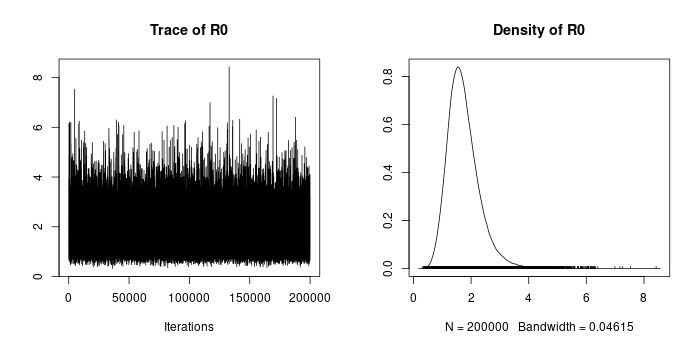 Trace of R0
8
6
4
2
0
0 50000 100000 150000 200000
Iterations
Density of R0
0.8
0.6
0.4
0.2
0.0
0 2 4 6 8
N = 200000 Bandwidth = 0.04615